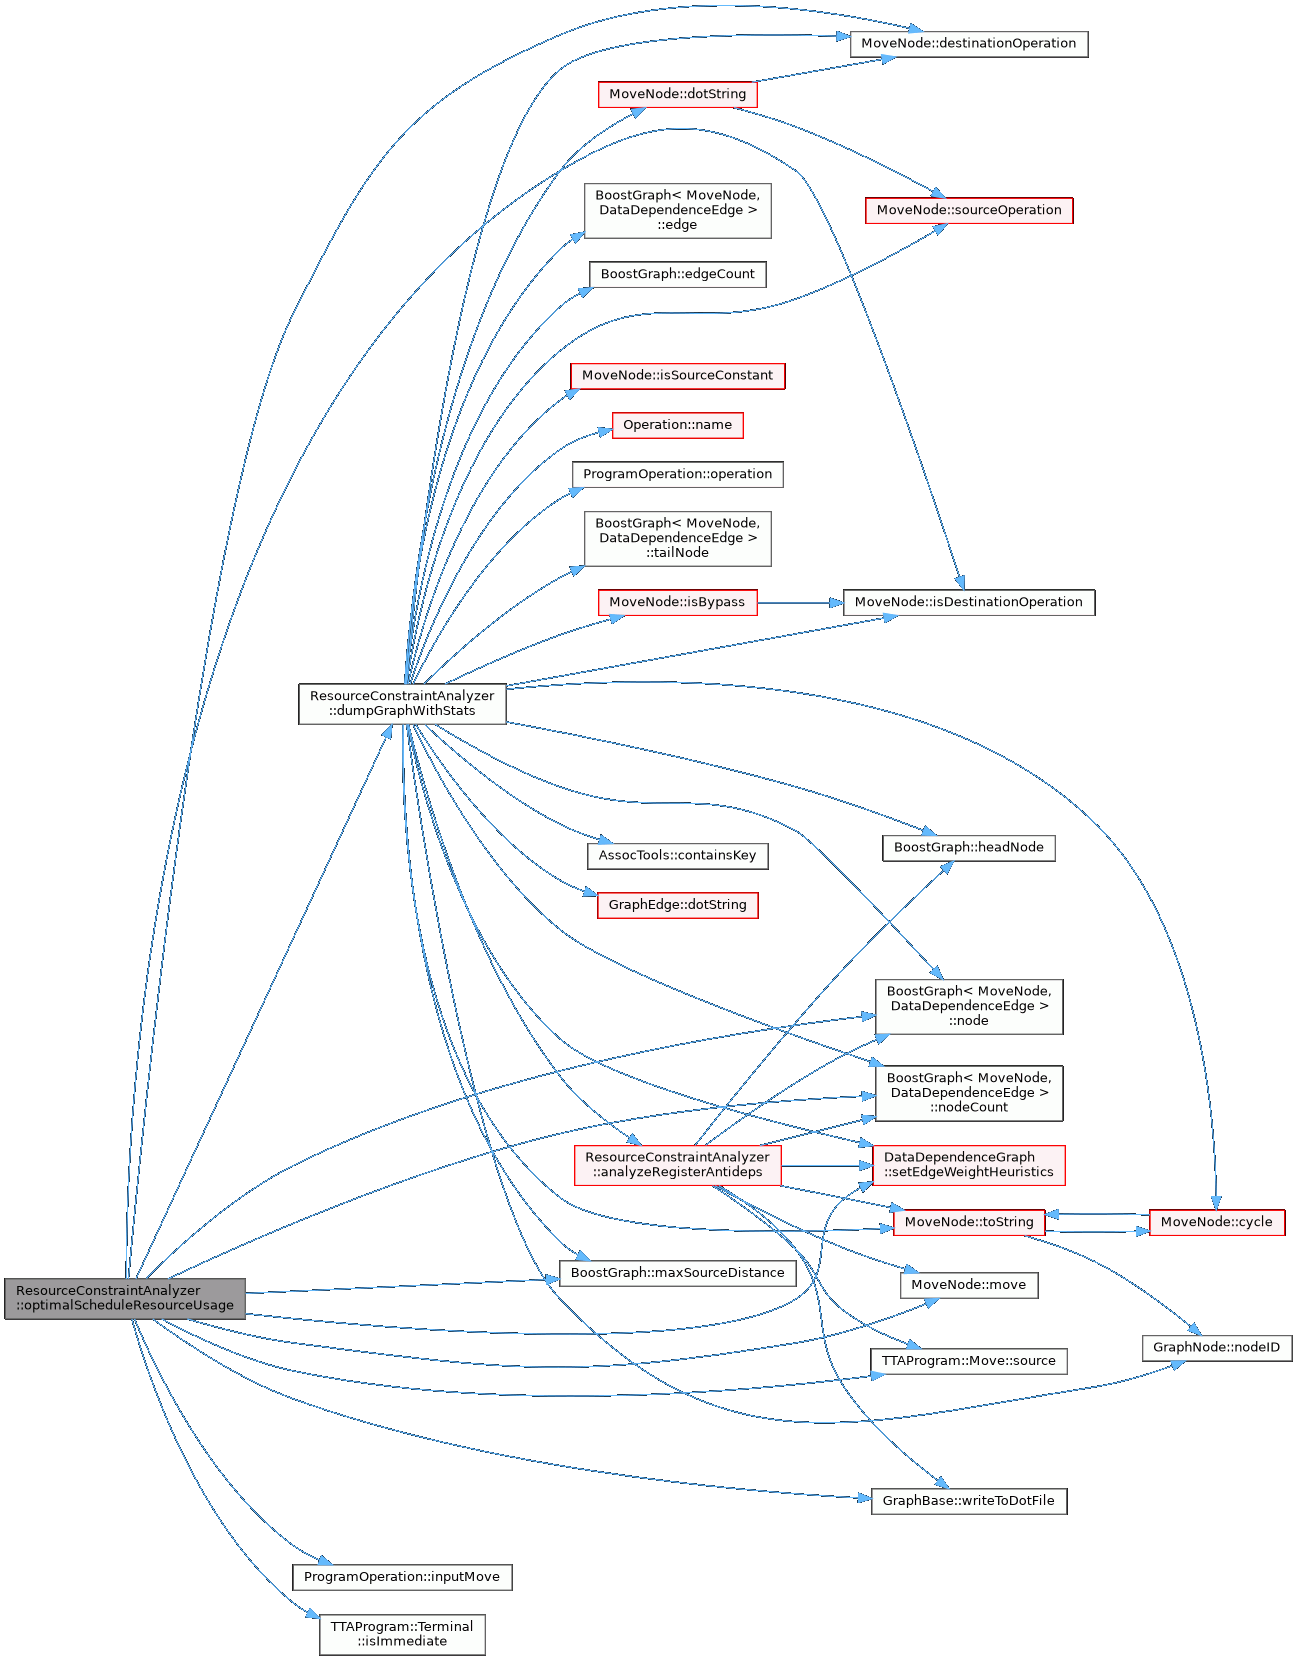 MoveNode::destinationOperation
MoveNode::dotString
BoostGraph< MoveNode,
DataDependenceEdge >
::edge
MoveNode::sourceOperation
BoostGraph::edgeCount
MoveNode::isSourceConstant
Operation::name
ProgramOperation::operation
BoostGraph< MoveNode,
DataDependenceEdge >
::tailNode
MoveNode::isBypass
MoveNode::isDestinationOperation
ResourceConstraintAnalyzer
::dumpGraphWithStats
BoostGraph::headNode
AssocTools::containsKey
GraphEdge::dotString
BoostGraph< MoveNode,
DataDependenceEdge >
::node
BoostGraph< MoveNode,
DataDependenceEdge >
::nodeCount
ResourceConstraintAnalyzer
::analyzeRegisterAntideps
DataDependenceGraph
::setEdgeWeightHeuristics
MoveNode::toString
MoveNode::cycle
BoostGraph::maxSourceDistance
MoveNode::move
ResourceConstraintAnalyzer
::optimalScheduleResourceUsage
GraphNode::nodeID
TTAProgram::Move::source
GraphBase::writeToDotFile
ProgramOperation::inputMove
TTAProgram::Terminal
::isImmediate